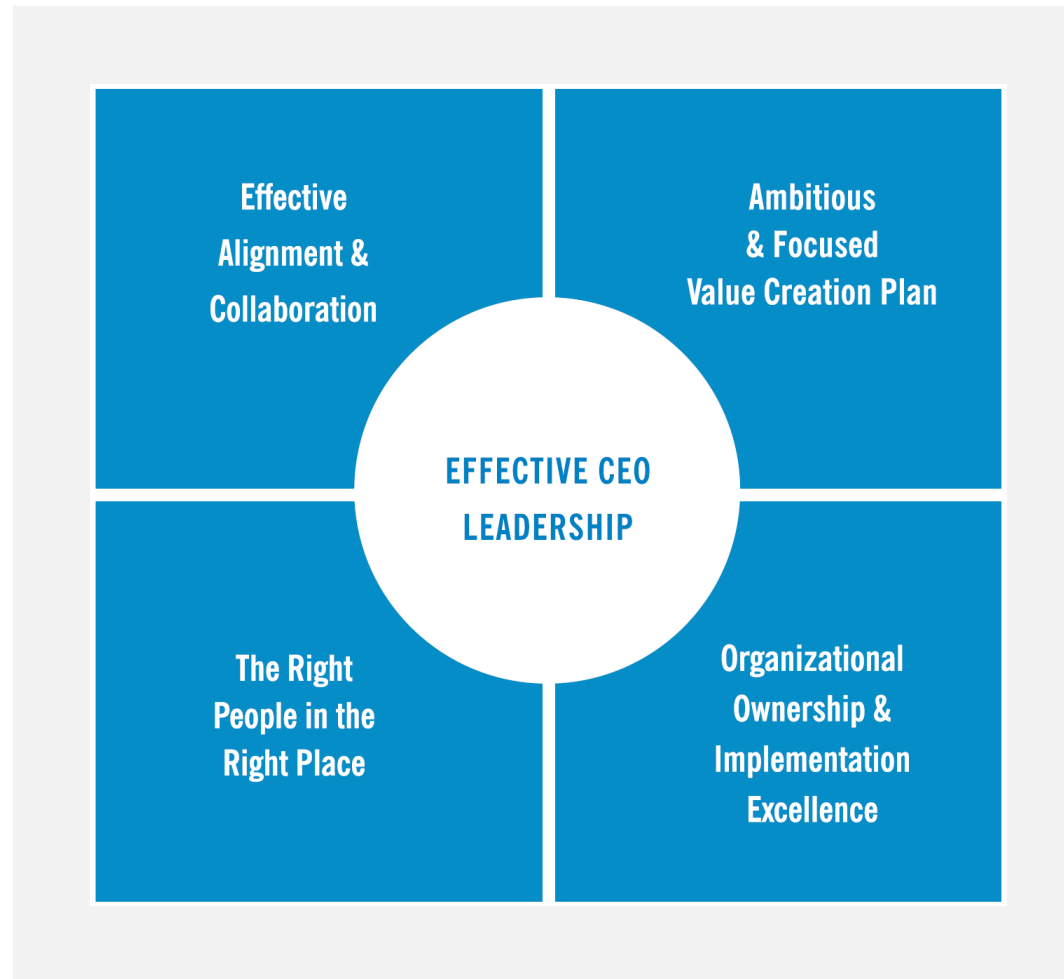 Effective
Alignment &
Collaboration
Ambitious
& Focused
Value Creation Plan
EFFECTIVE CEO
LEADERSHIP
The Right
People in the
Right Place
Organizational
Ownership &
Implementation
Excellence